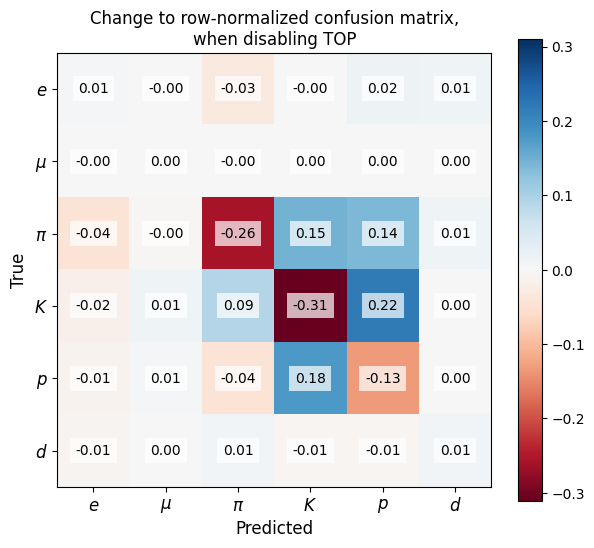 Change to row-normalized confusion matrix,
when disabling TOP
e 0.01 -0.00 -0.03 -0.00 0.02 0.01
μ -0.00 0.00 -0.00 0.00 0.00 0.00
π -0.04 -0.00 -0.26 0.15 0.14 0.01
K -0.02 0.01 0.09 -0.31 0.22 0.00
p -0.01 0.01 -0.04 0.18 -0.13 0.00
d -0.01 0.00 0.01 -0.01 -0.01 0.01
e μ π K p d
Predicted
True
0.3
0.2
0.1
0.0
−0.1
−0.2
−0.3